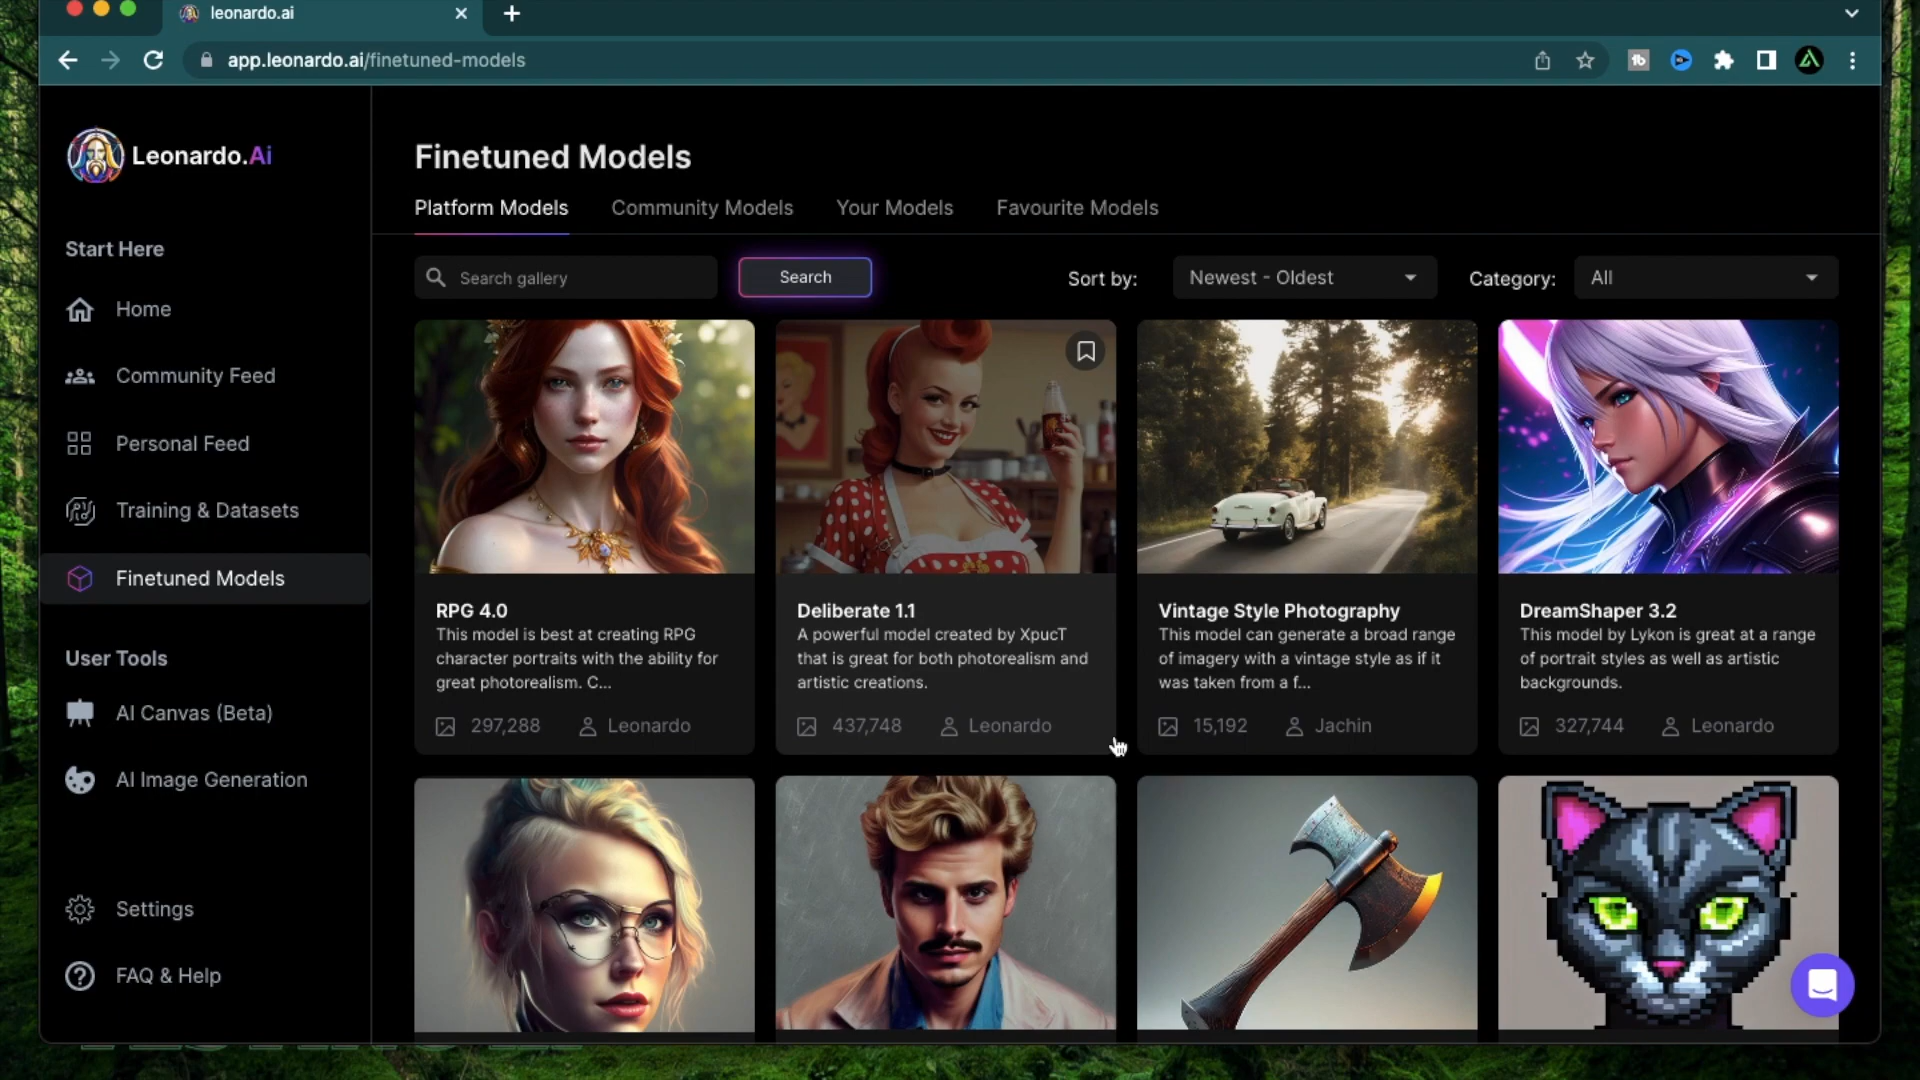 leonardo.ai
app.leonardo.ai/finetuned-models
Leonardo.Ai
Start Here
Home
Community Feed
Personal Feed
Training & Datasets
Finetuned Models
User Tools
AI Canvas (Beta)
AI Image Generation
Settings
FAQ & Help
Finetuned Models
Platform Models
Community Models
Your Models
Favourite Models
Search gallery
Search
Sort by:
Newest - Oldest
Category:
All
RPG 4.0
This model is best at creating RPG
character portraits with the ability for
great photorealism. C...
297,288
Leonardo
Deliberate 1.1
A powerful model created by XpucT
that is great for both photorealism and
artistic creations.
437,748
Leonardo
Vintage Style Photography
This model can generate a broad range
of imagery with a vintage style as if it
was taken from a f...
15,192
Jachin
DreamShaper 3.2
This model by Lykon is great at a range
of portrait styles as well as artistic
backgrounds.
327,744
Leonardo